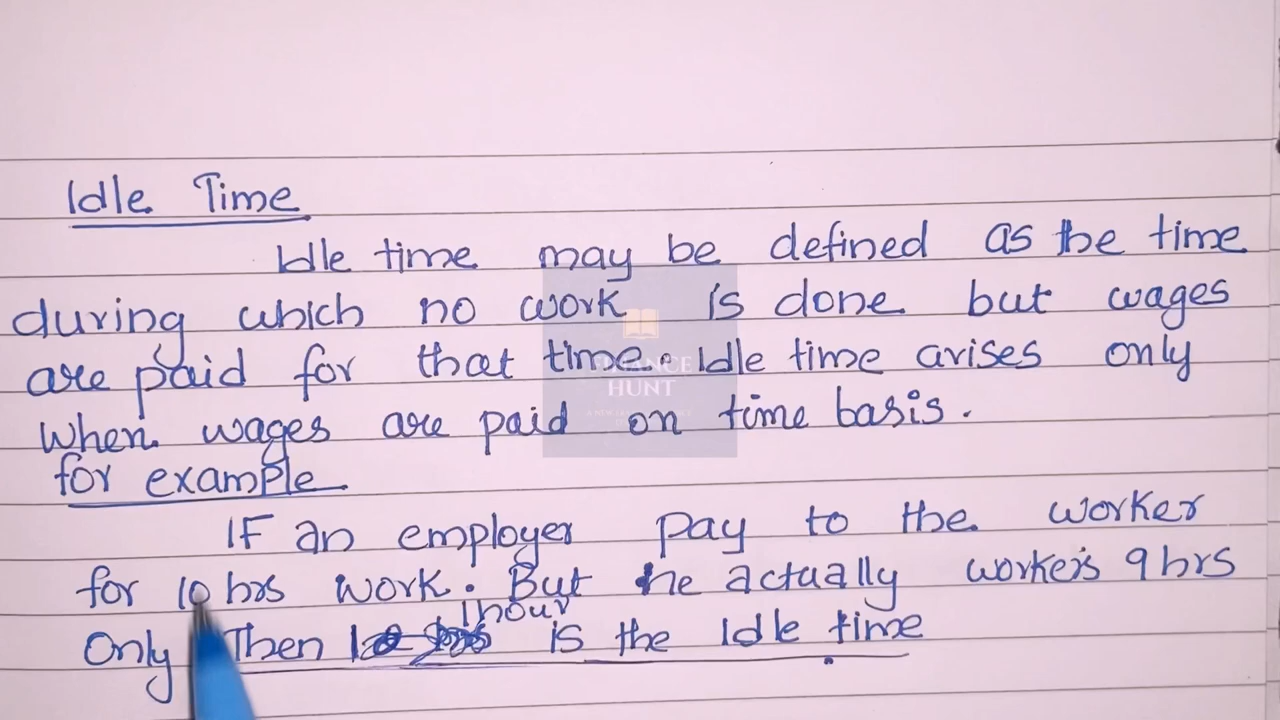 Idle Time
Idle time may be defined as the time
during which no work is done but wages
are paid for that time. Idle time arises only
When wages are paid on time basis.
for example
IF an employer pay to the worker
for 10 hrs work. But he actually workers 9 hrs
1 hour
Only Then is the Idle time
HUNT